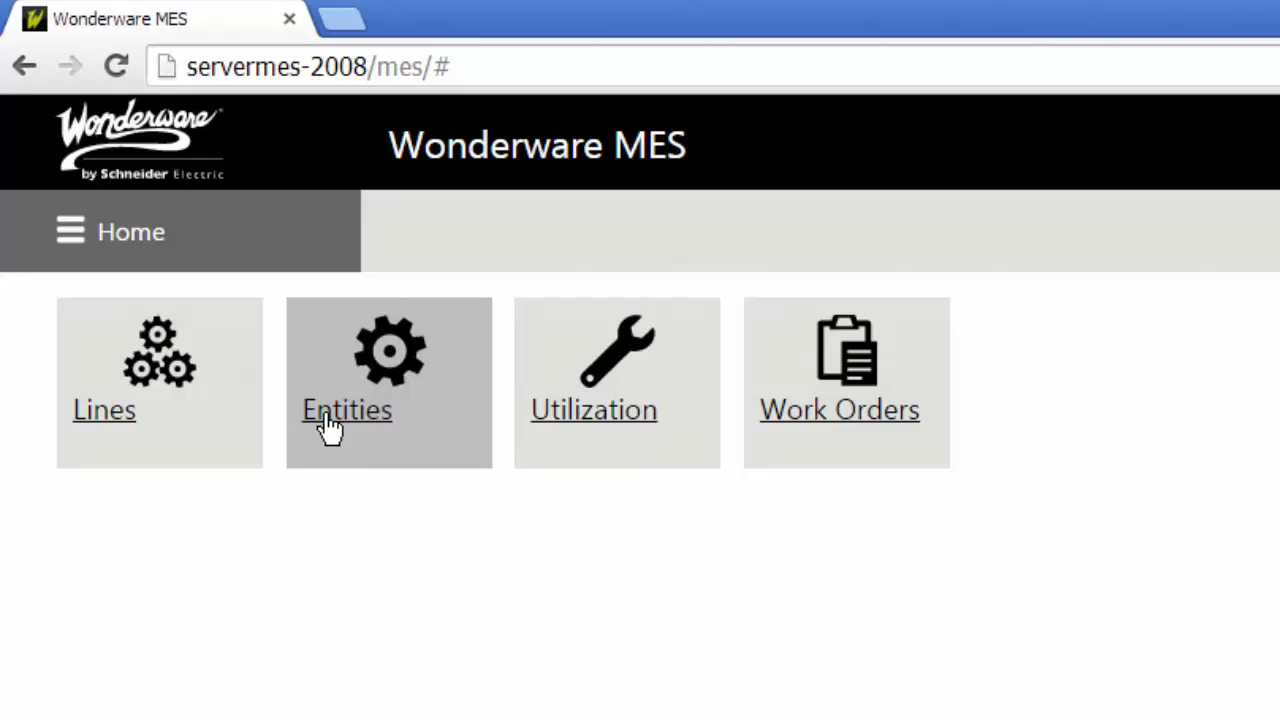 Wonderware MES
servermes-2008/mes/#
Wonderware
by Schneider Electric
Wonderware MES
Home
Lines
Entities
Utilization
Work Orders